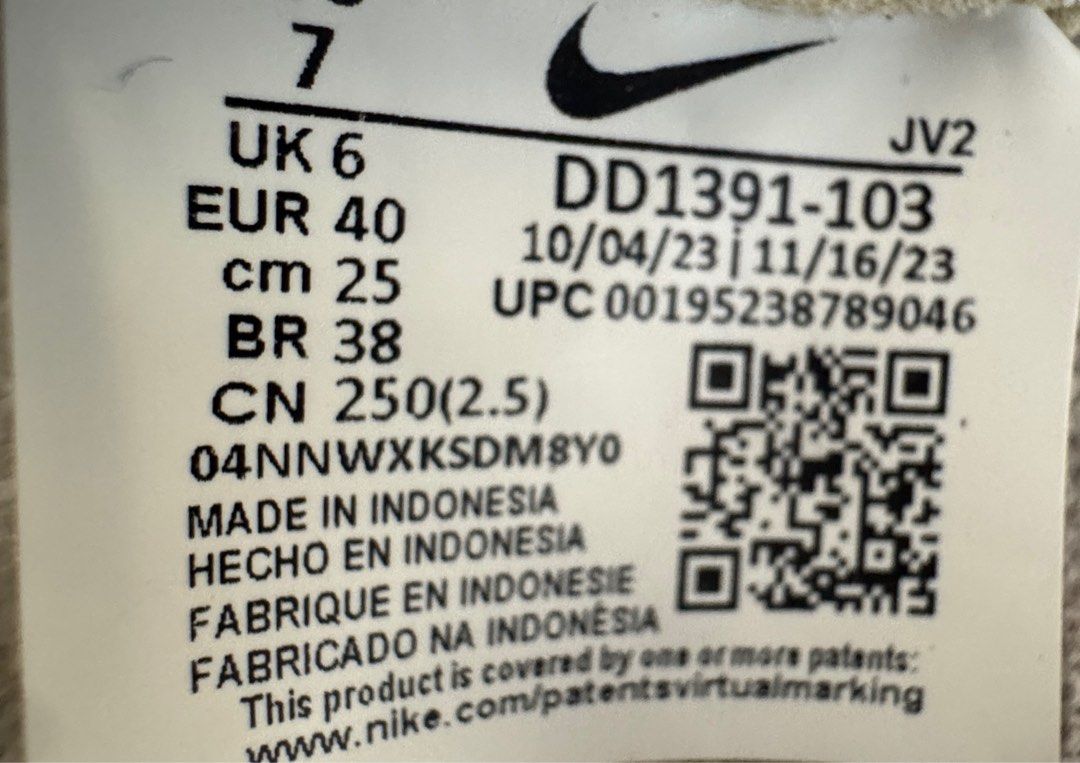 7
JV2
UK 6
EUR 40
cm 25
BR 38
CN 250(2.5)
DD1391-103
10/04/23|11/16/23
UPC 00195238789046
04NNWXKSDM8Y0
MADE IN INDONESIA
HECHO EN INDONESIA
FABRIQUE EN INDONESIE
FABRICADO NA INDONÉSIA
This product is covered by one or more patents:
www.nike.com/patentsvirtualmarking